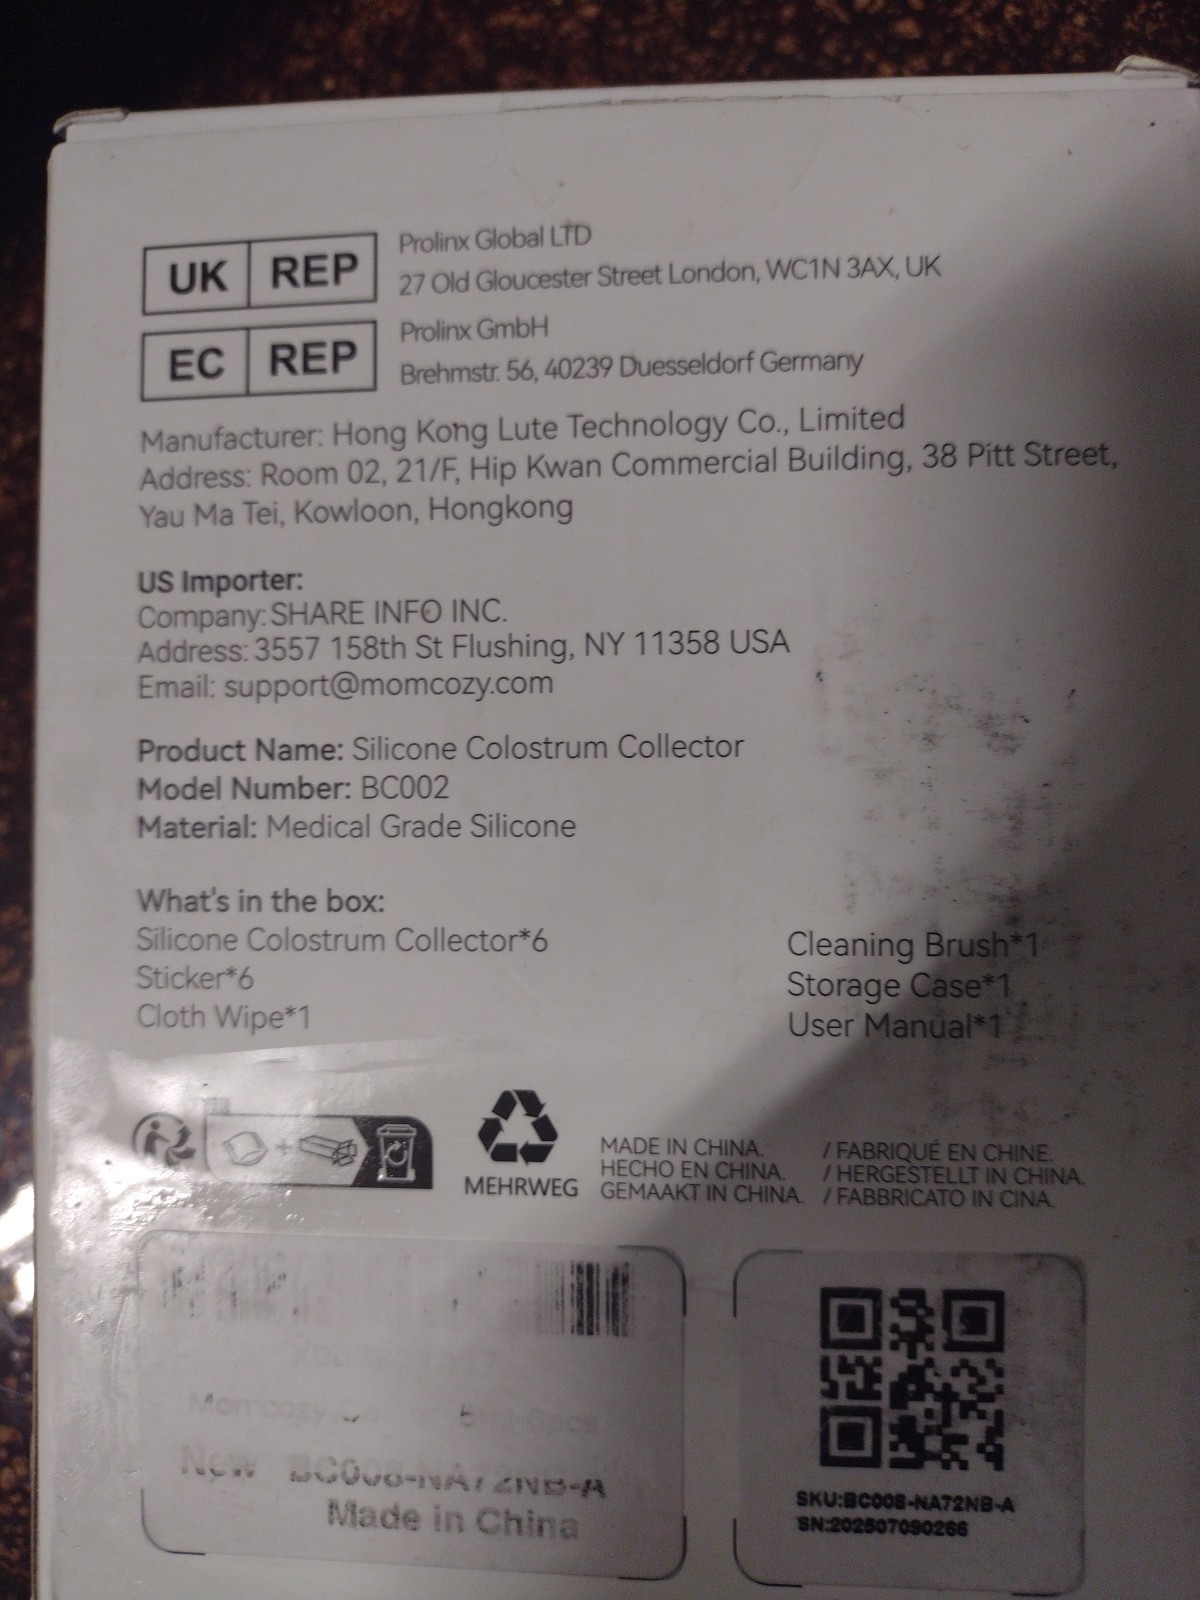 UK REP
Prolinx Global LTD
27 Old Gloucester Street London, WC1N 3AX, UK
EC REP
Prolinx GmbH
Brehmstr. 56, 40239 Duesseldorf Germany
Manufacturer: Hong Kong Lute Technology Co., Limited
Address: Room 02, 21/F, Hip Kwan Commercial Building, 38 Pitt Street,
Yau Ma Tei, Kowloon, Hongkong
US Importer:
Company: SHARE INFO INC.
Address: 3557 158th St Flushing, NY 11358 USA
Email: support@momcozy.com
Product Name: Silicone Colostrum Collector
Model Number: BC002
Material: Medical Grade Silicone
What's in the box:
Silicone Colostrum Collector*6
Sticker*6
Cloth Wipe*1
Cleaning Brush*1
Storage Case*1
User Manual*1
MEHRWEG
MADE IN CHINA. / FABRIQUÉ EN CHINE.
HECHO EN CHINA. / HERGESTELLT IN CHINA.
GEMAAKT IN CHINA. / FABBRICATO IN CINA.
Momcozy 6pcs
New BC008-NA72NB-A
Made in China
SKU:BC008-NA72NB-A
SN:202507090266